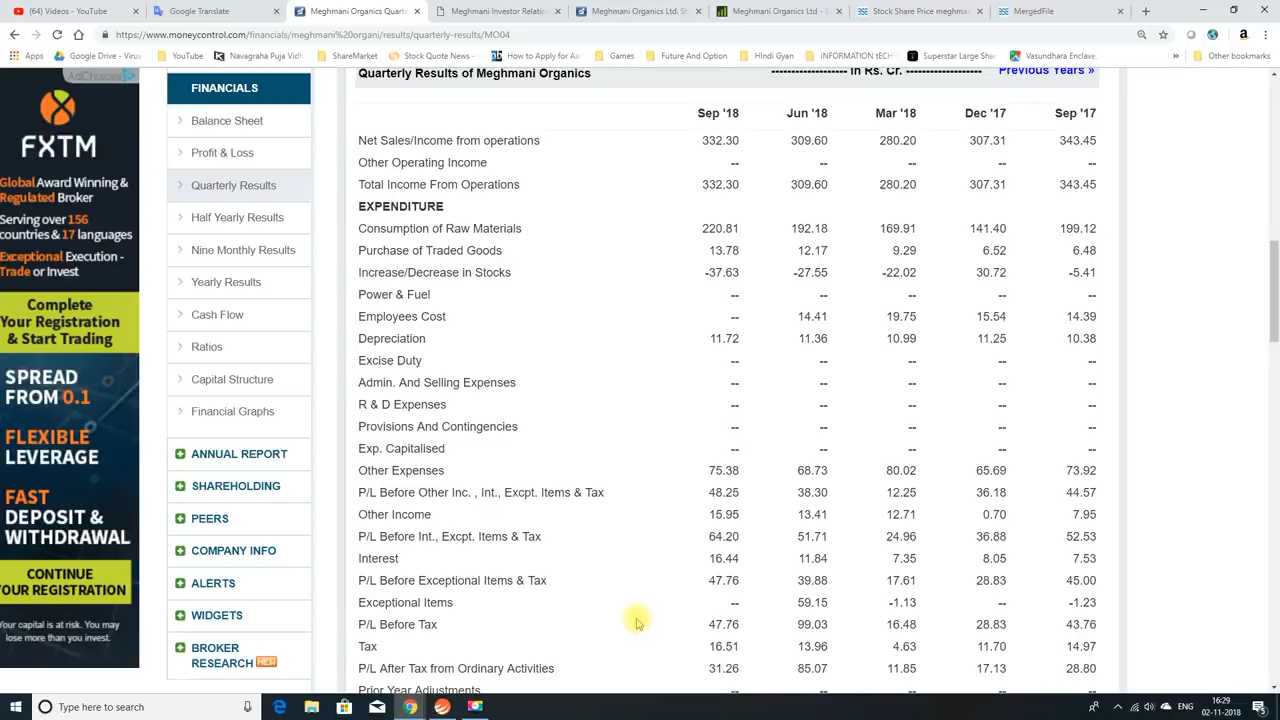 (64) Videos - YouTube
Google Translate
Meghmani Organics Quarte
Meghmani Investor Relation
Meghmani Organics Ltd. S
Meghmani Organics Ltd
Stock Share Price meghma
MergedFile
https://www.moneycontrol.com/financials/meghmani%20organi/results/quarterly-results/MO04
Apps Google Drive - Virus YouTube Navagraha Puja Vidh ShareMarket Stock Quote News - How to Apply for Aar Games Future And Option HIndi Gyan iNFORMATION tECH Superstar Large Shar Vasundhara Enclave, » Other bookmarks
AdChoices
FXTM
Global Award Winning &
Regulated Broker
Serving over 156
countries & 17 languages
Exceptional Execution -
Trade or Invest
Complete
Your Registration
& Start Trading
SPREAD
FROM 0.1
FLEXIBLE
LEVERAGE
FAST
DEPOSIT &
WITHDRAWAL
CONTINUE
YOUR REGISTRATION
Your capital is at risk. You may
lose more than you invest.
FINANCIALS
Balance Sheet
Profit & Loss
Quarterly Results
Half Yearly Results
Nine Monthly Results
Yearly Results
Cash Flow
Ratios
Capital Structure
Financial Graphs
ANNUAL REPORT
SHAREHOLDING
PEERS
COMPANY INFO
ALERTS
WIDGETS
BROKER
RESEARCH NEW
Quarterly Results of Meghmani Organics ------------------- in Rs. Cr. ------------------- Previous Years »
Sep '18 Jun '18 Mar '18 Dec '17 Sep '17
Net Sales/Income from operations 332.30 309.60 280.20 307.31 343.45
Other Operating Income -- -- -- -- --
Total Income From Operations 332.30 309.60 280.20 307.31 343.45
EXPENDITURE
Consumption of Raw Materials 220.81 192.18 169.91 141.40 199.12
Purchase of Traded Goods 13.78 12.17 9.29 6.52 6.48
Increase/Decrease in Stocks -37.63 -27.55 -22.02 30.72 -5.41
Power & Fuel -- -- -- -- --
Employees Cost -- 14.41 19.75 15.54 14.39
Depreciation 11.72 11.36 10.99 11.25 10.38
Excise Duty -- -- -- -- --
Admin. And Selling Expenses -- -- -- -- --
R & D Expenses -- -- -- -- --
Provisions And Contingencies -- -- -- -- --
Exp. Capitalised -- -- -- -- --
Other Expenses 75.38 68.73 80.02 65.69 73.92
P/L Before Other Inc. , Int., Excpt. Items & Tax 48.25 38.30 12.25 36.18 44.57
Other Income 15.95 13.41 12.71 0.70 7.95
P/L Before Int., Excpt. Items & Tax 64.20 51.71 24.96 36.88 52.53
Interest 16.44 11.84 7.35 8.05 7.53
P/L Before Exceptional Items & Tax 47.76 39.88 17.61 28.83 45.00
Exceptional Items -- 59.15 -1.13 -- -1.23
P/L Before Tax 47.76 99.03 16.48 28.83 43.76
Tax 16.51 13.96 4.63 11.70 14.97
P/L After Tax from Ordinary Activities 31.26 85.07 11.85 17.13 28.80
Prior Year Adjustments -- -- -- -- --
Type here to search
ENG
16:29
02-11-2018
5